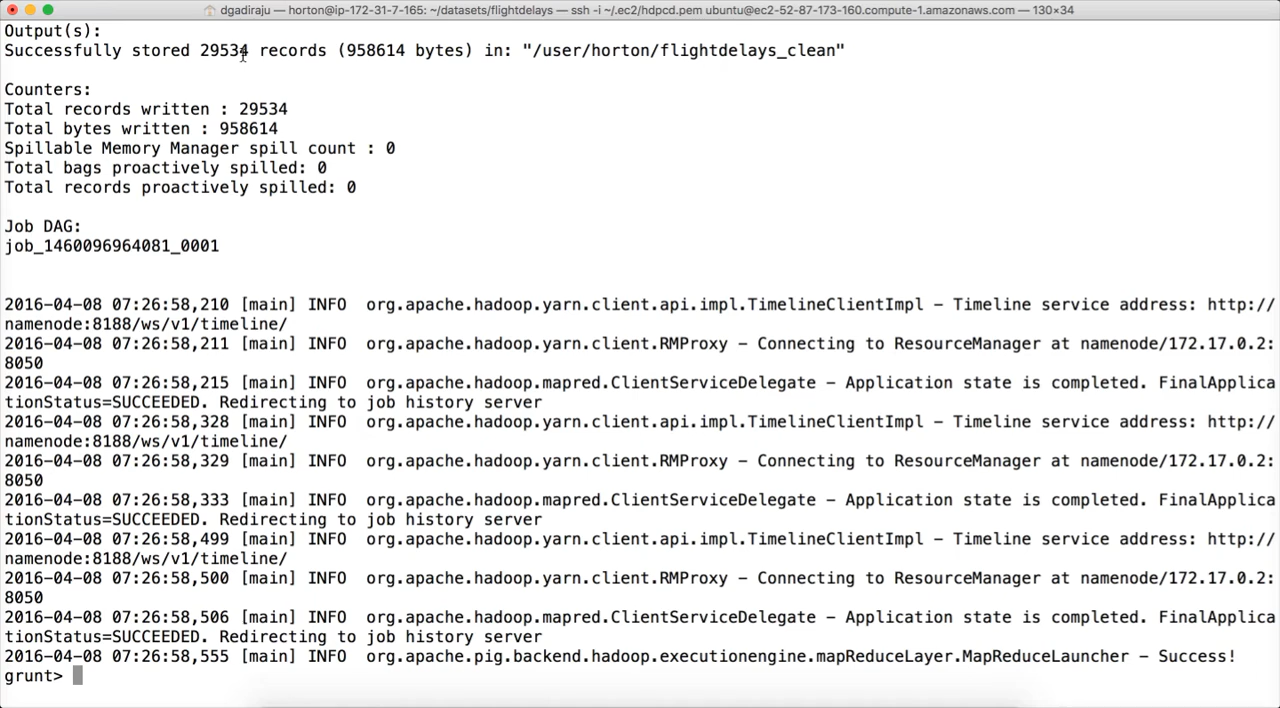 dgadiraju — horton@ip-172-31-7-165: ~/datasets/flightdelays — ssh -i ~/.ec2/hdpcd.pem ubuntu@ec2-52-87-173-160.compute-1.amazonaws.com — 130×34
Output(s):
Successfully stored 29534 records (958614 bytes) in: "/user/horton/flightdelays_clean"
Counters:
Total records written : 29534
Total bytes written : 958614
Spillable Memory Manager spill count : 0
Total bags proactively spilled: 0
Total records proactively spilled: 0
Job DAG:
job_1460096964081_0001
2016-04-08 07:26:58,210 [main] INFO  org.apache.hadoop.yarn.client.api.impl.TimelineClientImpl - Timeline service address: http://
namenode:8188/ws/v1/timeline/
2016-04-08 07:26:58,211 [main] INFO  org.apache.hadoop.yarn.client.RMProxy - Connecting to ResourceManager at namenode/172.17.0.2:
8050
2016-04-08 07:26:58,215 [main] INFO  org.apache.hadoop.mapred.ClientServiceDelegate - Application state is completed. FinalApplica
tionStatus=SUCCEEDED. Redirecting to job history server
2016-04-08 07:26:58,328 [main] INFO  org.apache.hadoop.yarn.client.api.impl.TimelineClientImpl - Timeline service address: http://
namenode:8188/ws/v1/timeline/
2016-04-08 07:26:58,329 [main] INFO  org.apache.hadoop.yarn.client.RMProxy - Connecting to ResourceManager at namenode/172.17.0.2:
8050
2016-04-08 07:26:58,333 [main] INFO  org.apache.hadoop.mapred.ClientServiceDelegate - Application state is completed. FinalApplica
tionStatus=SUCCEEDED. Redirecting to job history server
2016-04-08 07:26:58,499 [main] INFO  org.apache.hadoop.yarn.client.api.impl.TimelineClientImpl - Timeline service address: http://
namenode:8188/ws/v1/timeline/
2016-04-08 07:26:58,500 [main] INFO  org.apache.hadoop.yarn.client.RMProxy - Connecting to ResourceManager at namenode/172.17.0.2:
8050
2016-04-08 07:26:58,506 [main] INFO  org.apache.hadoop.mapred.ClientServiceDelegate - Application state is completed. FinalApplica
tionStatus=SUCCEEDED. Redirecting to job history server
2016-04-08 07:26:58,555 [main] INFO  org.apache.pig.backend.hadoop.executionengine.mapReduceLayer.MapReduceLauncher - Success!
grunt>